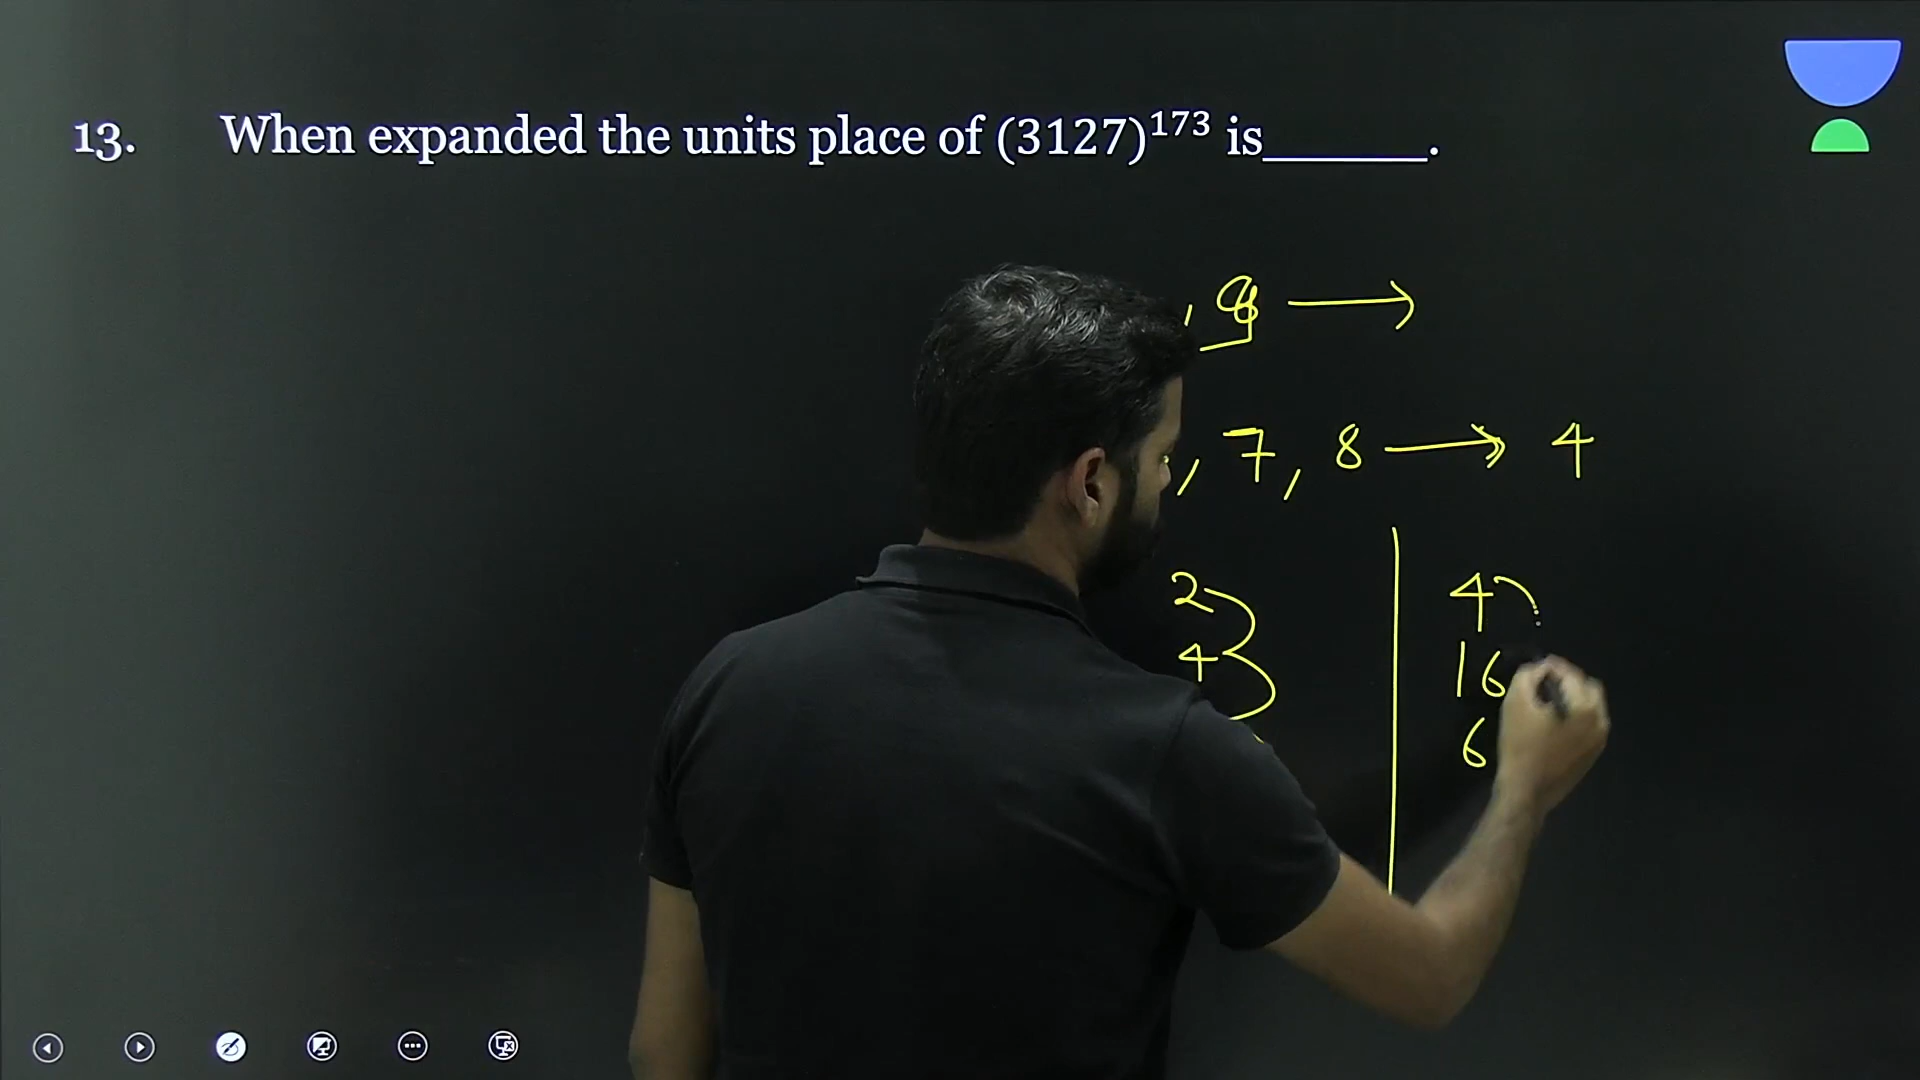 13. When expanded the units place of (3127)¹⁷³ is______.
, 9 ⟶
, 7, 8 ⟶ 4
2 4
4 16
6